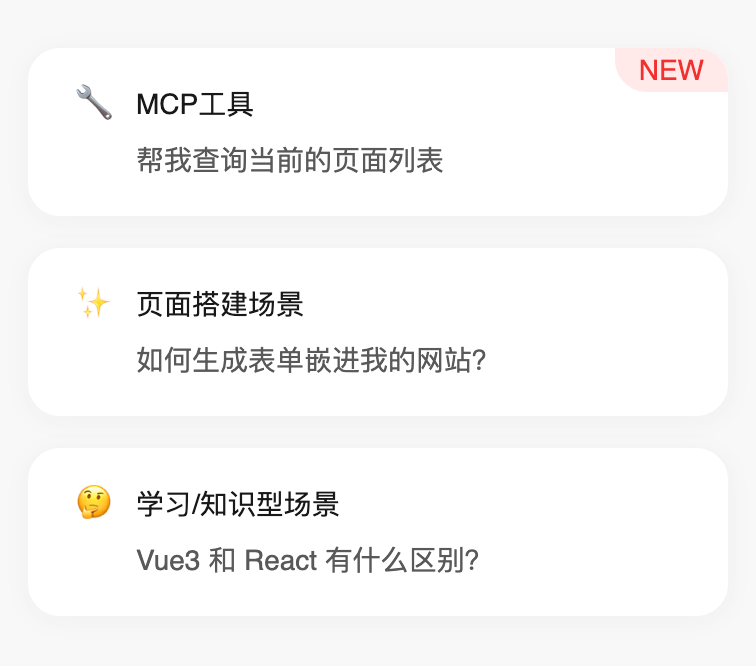 NEW
MCP工具
帮我查询当前的页面列表
页面搭建场景
如何生成表单嵌进我的网站?
学习/知识型场景
Vue3 和 React 有什么区别?